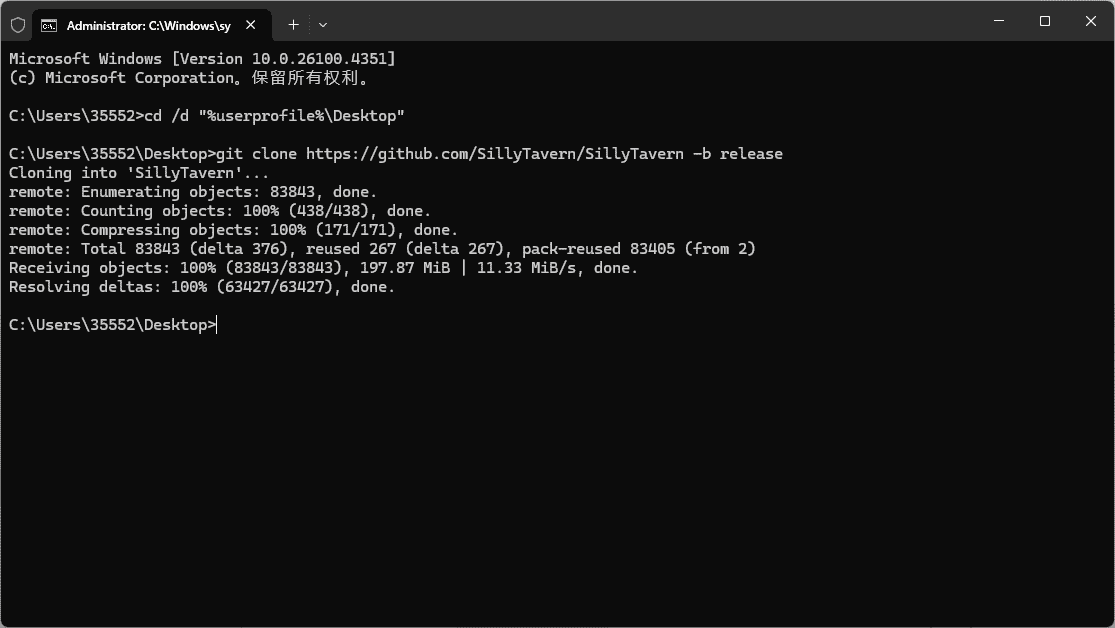 Administrator: C:\Windows\sy
Microsoft Windows [Version 10.0.26100.4351]
(c) Microsoft Corporation。保留所有权利。
C:\Users\35552>cd /d "%userprofile%\Desktop"
C:\Users\35552\Desktop>git clone https://github.com/SillyTavern/SillyTavern -b release
Cloning into 'SillyTavern'...
remote: Enumerating objects: 83843, done.
remote: Counting objects: 100% (438/438), done.
remote: Compressing objects: 100% (171/171), done.
remote: Total 83843 (delta 376), reused 267 (delta 267), pack-reused 83405 (from 2)
Receiving objects: 100% (83843/83843), 197.87 MiB | 11.33 MiB/s, done.
Resolving deltas: 100% (63427/63427), done.
C:\Users\35552\Desktop>